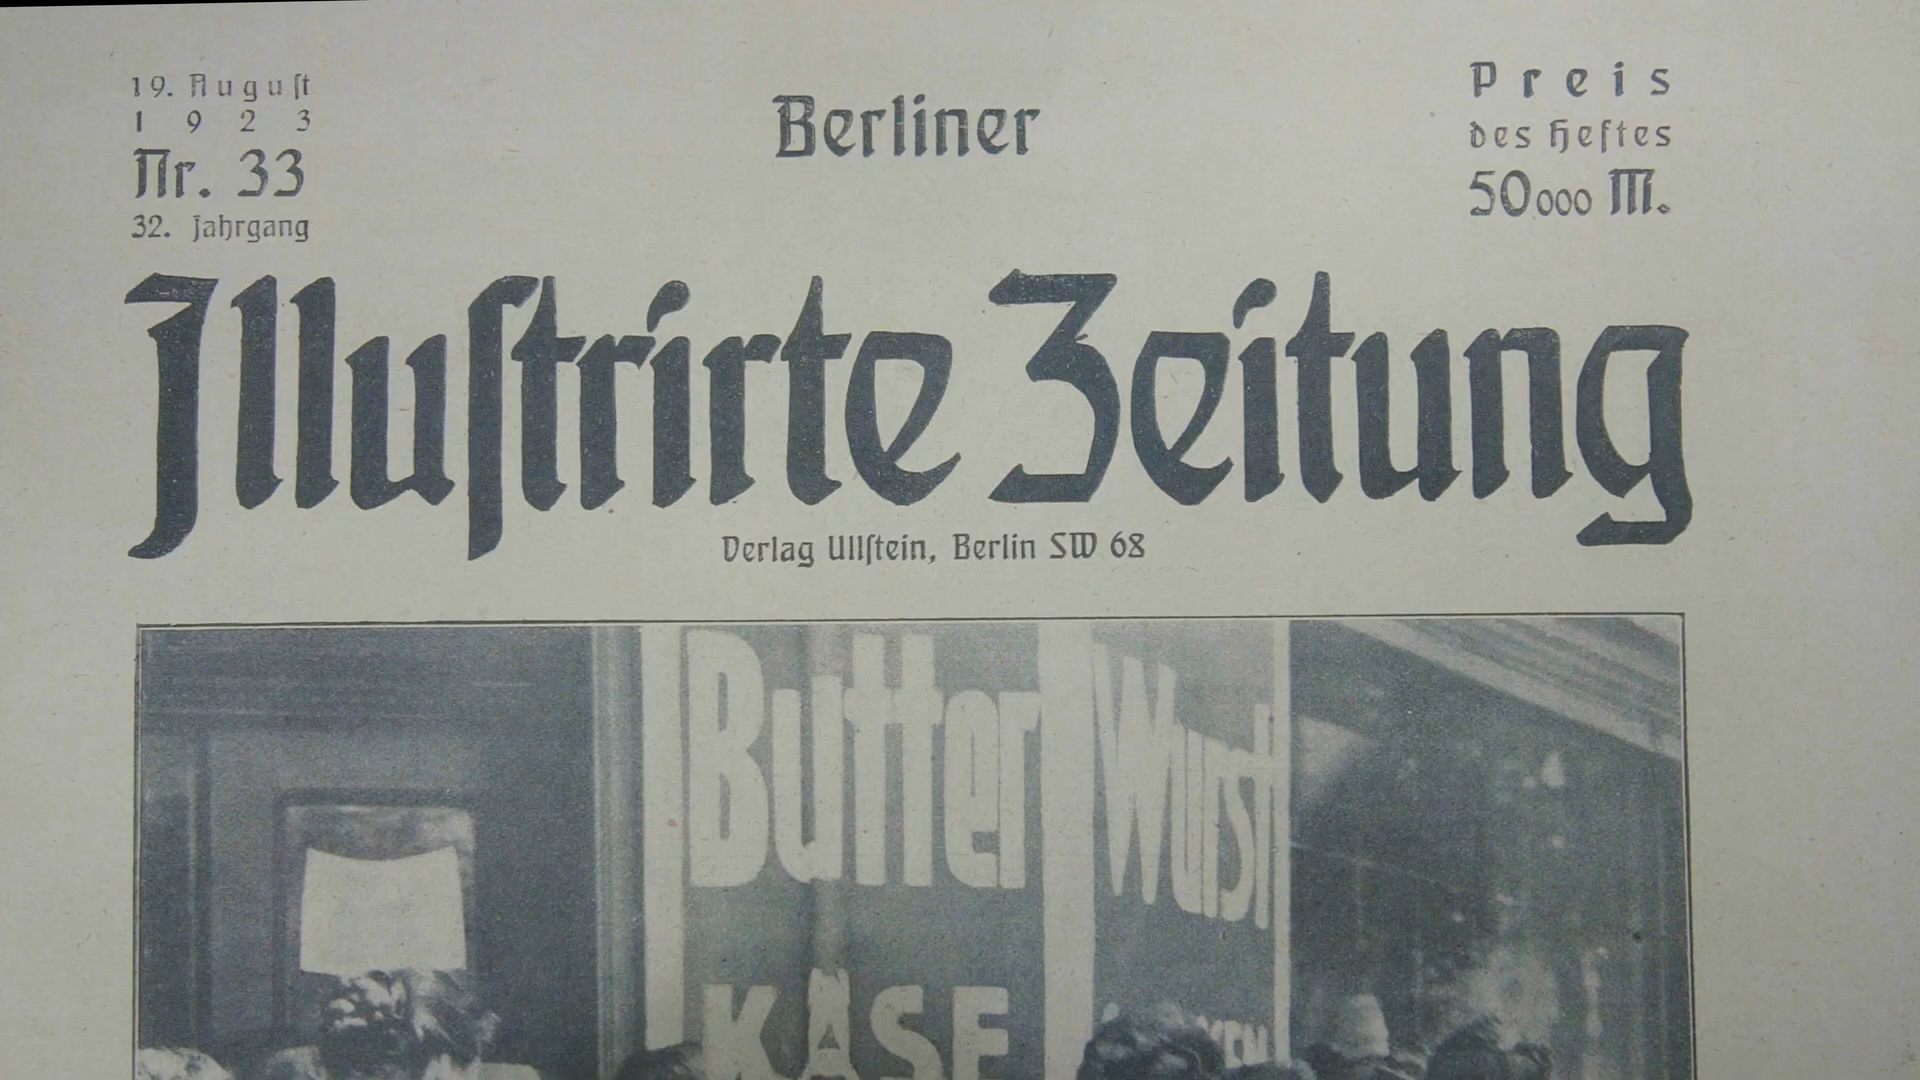 19. August
1923
Nr. 33
32. Jahrgang
Berliner
Preis
des Heftes
50000 M.
Illustrirte Zeitung
Verlag Ullstein, Berlin SW 68
Butter
Wurst
KÄSE